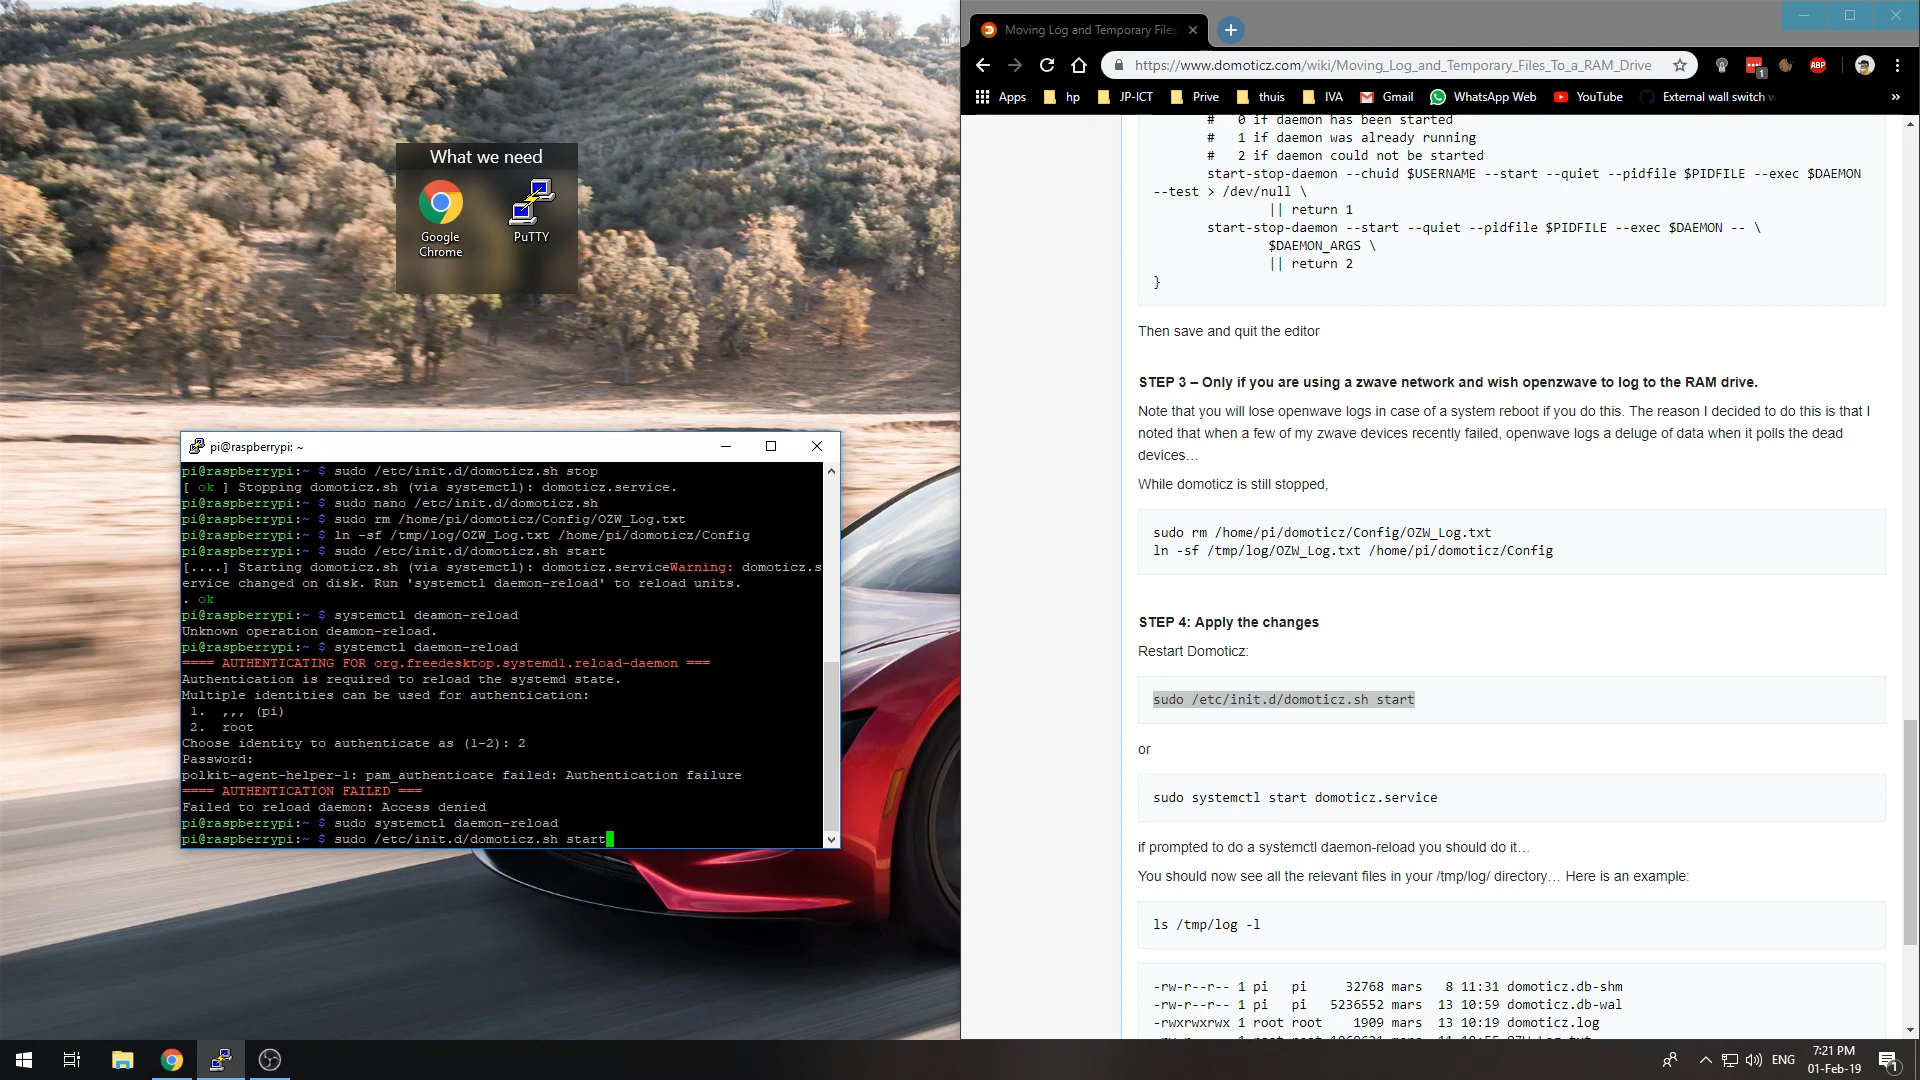 What we need
Google
Chrome
PuTTY
pi@raspberrypi: ~
pi@raspberrypi:~ $ sudo /etc/init.d/domoticz.sh stop
[ ok ] Stopping domoticz.sh (via systemctl): domoticz.service.
pi@raspberrypi:~ $ sudo nano /etc/init.d/domoticz.sh
pi@raspberrypi:~ $ sudo rm /home/pi/domoticz/Config/OZW_Log.txt
pi@raspberrypi:~ $ ln -sf /tmp/log/OZW_Log.txt /home/pi/domoticz/Config
pi@raspberrypi:~ $ sudo /etc/init.d/domoticz.sh start
[....] Starting domoticz.sh (via systemctl): domoticz.serviceWarning: domoticz.s
ervice changed on disk. Run 'systemctl daemon-reload' to reload units.
. ok
pi@raspberrypi:~ $ systemctl deamon-reload
Unknown operation deamon-reload.
pi@raspberrypi:~ $ systemctl daemon-reload
==== AUTHENTICATING FOR org.freedesktop.systemd1.reload-daemon ===
Authentication is required to reload the systemd state.
Multiple identities can be used for authentication:
1. ,,, (pi)
2. root
Choose identity to authenticate as (1-2): 2
Password:
polkit-agent-helper-1: pam_authenticate failed: Authentication failure
==== AUTHENTICATION FAILED ===
Failed to reload daemon: Access denied
pi@raspberrypi:~ $ sudo systemctl daemon-reload
pi@raspberrypi:~ $ sudo /etc/init.d/domoticz.sh start
Moving Log and Temporary Files
https://www.domoticz.com/wiki/Moving_Log_and_Temporary_Files_To_a_RAM_Drive
1
ABP
Apps hp JP-ICT Prive thuis IVA Gmail WhatsApp Web YouTube External wall switch »
# 0 if daemon has been started
# 1 if daemon was already running
# 2 if daemon could not be started
start-stop-daemon --chuid $USERNAME --start --quiet --pidfile $PIDFILE --exec $DAEMON
--test > /dev/null \
|| return 1
start-stop-daemon --start --quiet --pidfile $PIDFILE --exec $DAEMON -- \
$DAEMON_ARGS \
|| return 2
}
Then save and quit the editor
STEP 3 – Only if you are using a zwave network and wish openzwave to log to the RAM drive.
Note that you will lose openwave logs in case of a system reboot if you do this. The reason I decided to do this is that I
noted that when a few of my zwave devices recently failed, openwave logs a deluge of data when it polls the dead
devices…
While domoticz is still stopped,
sudo rm /home/pi/domoticz/Config/OZW_Log.txt
ln -sf /tmp/log/OZW_Log.txt /home/pi/domoticz/Config
STEP 4: Apply the changes
Restart Domoticz:
sudo /etc/init.d/domoticz.sh start
or
sudo systemctl start domoticz.service
if prompted to do a systemctl daemon-reload you should do it…
You should now see all the relevant files in your /tmp/log/ directory… Here is an example:
ls /tmp/log -l
-rw-r--r-- 1 pi pi 32768 mars 8 11:31 domoticz.db-shm
-rw-r--r-- 1 pi pi 5236552 mars 13 10:59 domoticz.db-wal
-rwxrwxrwx 1 root root 1909 mars 13 10:19 domoticz.log
ENG
7:21 PM
01-Feb-19
1